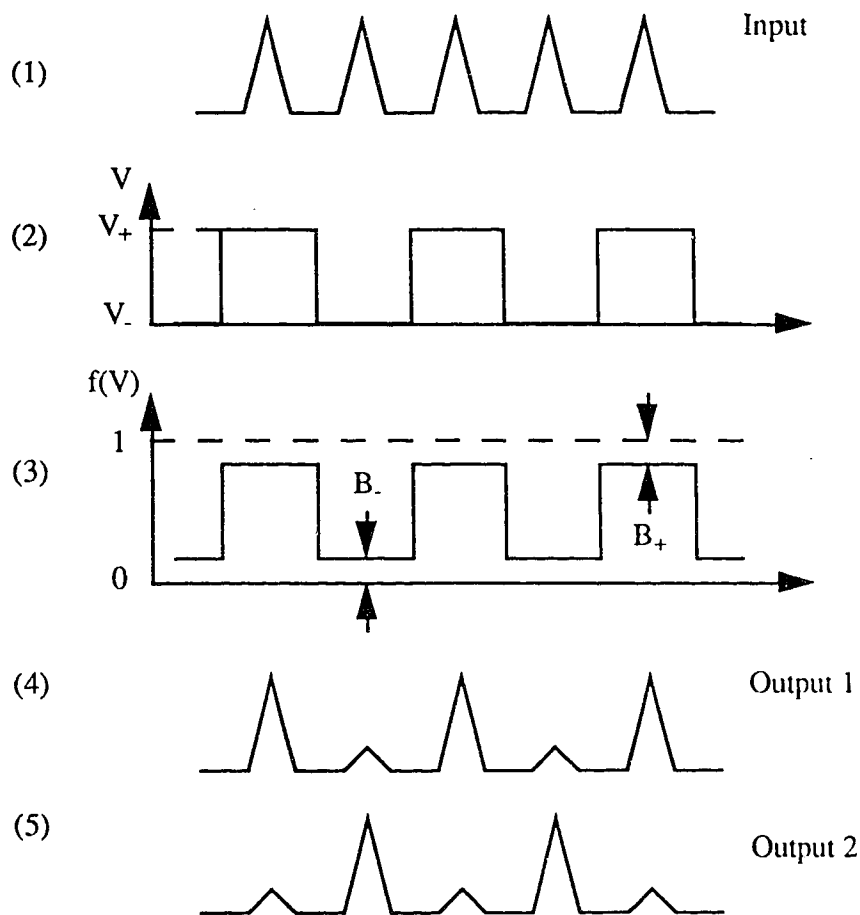 Input
(1)
V
(2)
V+
V-
f(V)
1
(3)
B-
B+
0
(4)
Output 1
(5)
Output 2